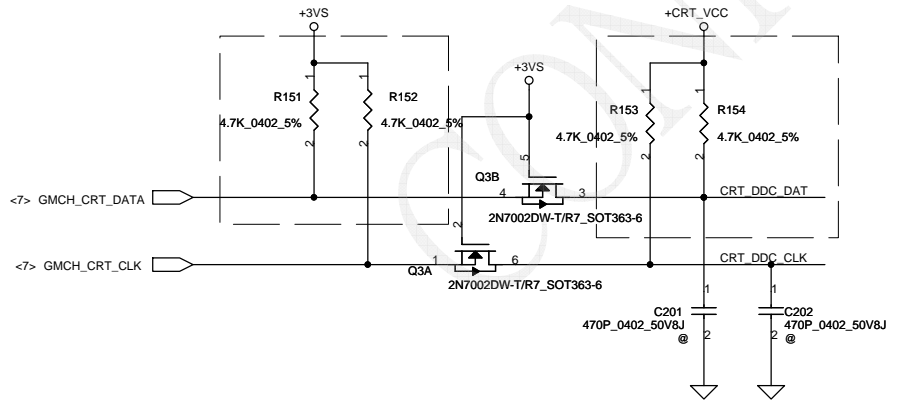 +3VS
+CRT_VCC
+3VS
1
1
R151
R152
4.7K_0402_5%
4.7K_0402_5%
2
2
1
1
R153
R154
4.7K_0402_5%
4.7K_0402_5%
2
2
5
Q3B
<7> GMCH_CRT_DATA
4
3
CRT_DDC_DAT
2N7002DW-T/R7_SOT363-6
2
<7> GMCH_CRT_CLK
1
Q3A
6
CRT_DDC_CLK
2N7002DW-T/R7_SOT363-6
1
1
C201
470P_0402_50V8J
@
2
C202
470P_0402_50V8J
@
2
CON